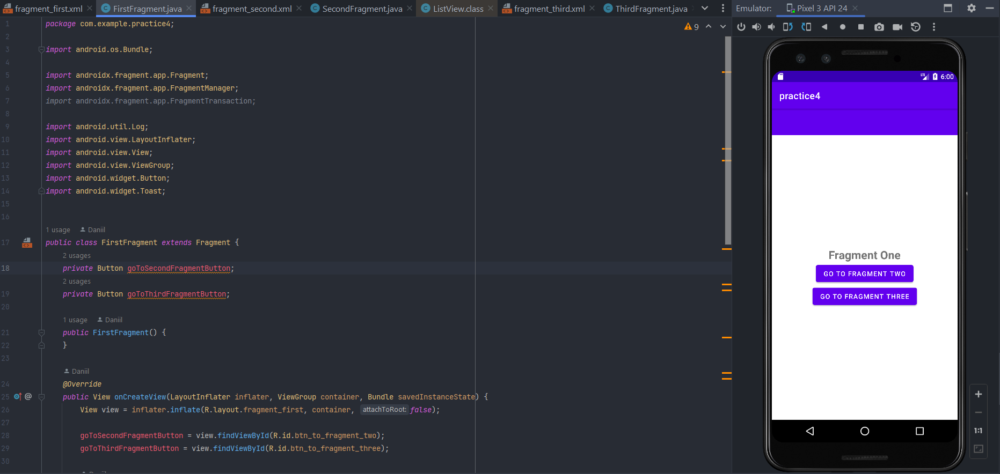 fragment_first.xml FirstFragment.java fragment_second.xml SecondFragment.java ListView.class fragment_third.xml ThirdFragment.java Emulator: Pixel 3 API 24
9
1 package com.example.practice4;
2
3 import android.os.Bundle;
4
5 import androidx.fragment.app.Fragment;
6 import androidx.fragment.app.FragmentManager;
7 import androidx.fragment.app.FragmentTransaction;
8
9 import android.util.Log;
10 import android.view.LayoutInflater;
11 import android.view.View;
12 import android.view.ViewGroup;
13 import android.widget.Button;
14 import android.widget.Toast;
15
16
1 usage Daniil
17 public class FirstFragment extends Fragment {
2 usages
18 private Button goToSecondFragmentButton;
2 usages
19 private Button goToThirdFragmentButton;
20
1 usage Daniil
21 public FirstFragment() {
22 }
23
Daniil
24 @Override
25 @ public View onCreateView(LayoutInflater inflater, ViewGroup container, Bundle savedInstanceState) {
26 View view = inflater.inflate(R.layout.fragment_first, container, attachToRoot: false);
27
28 goToSecondFragmentButton = view.findViewById(R.id.btn_to_fragment_two);
29 goToThirdFragmentButton = view.findViewById(R.id.btn_to_fragment_three);
30
LTE 6:00
practice4
Fragment One
GO TO FRAGMENT TWO
GO TO FRAGMENT THREE
1:1